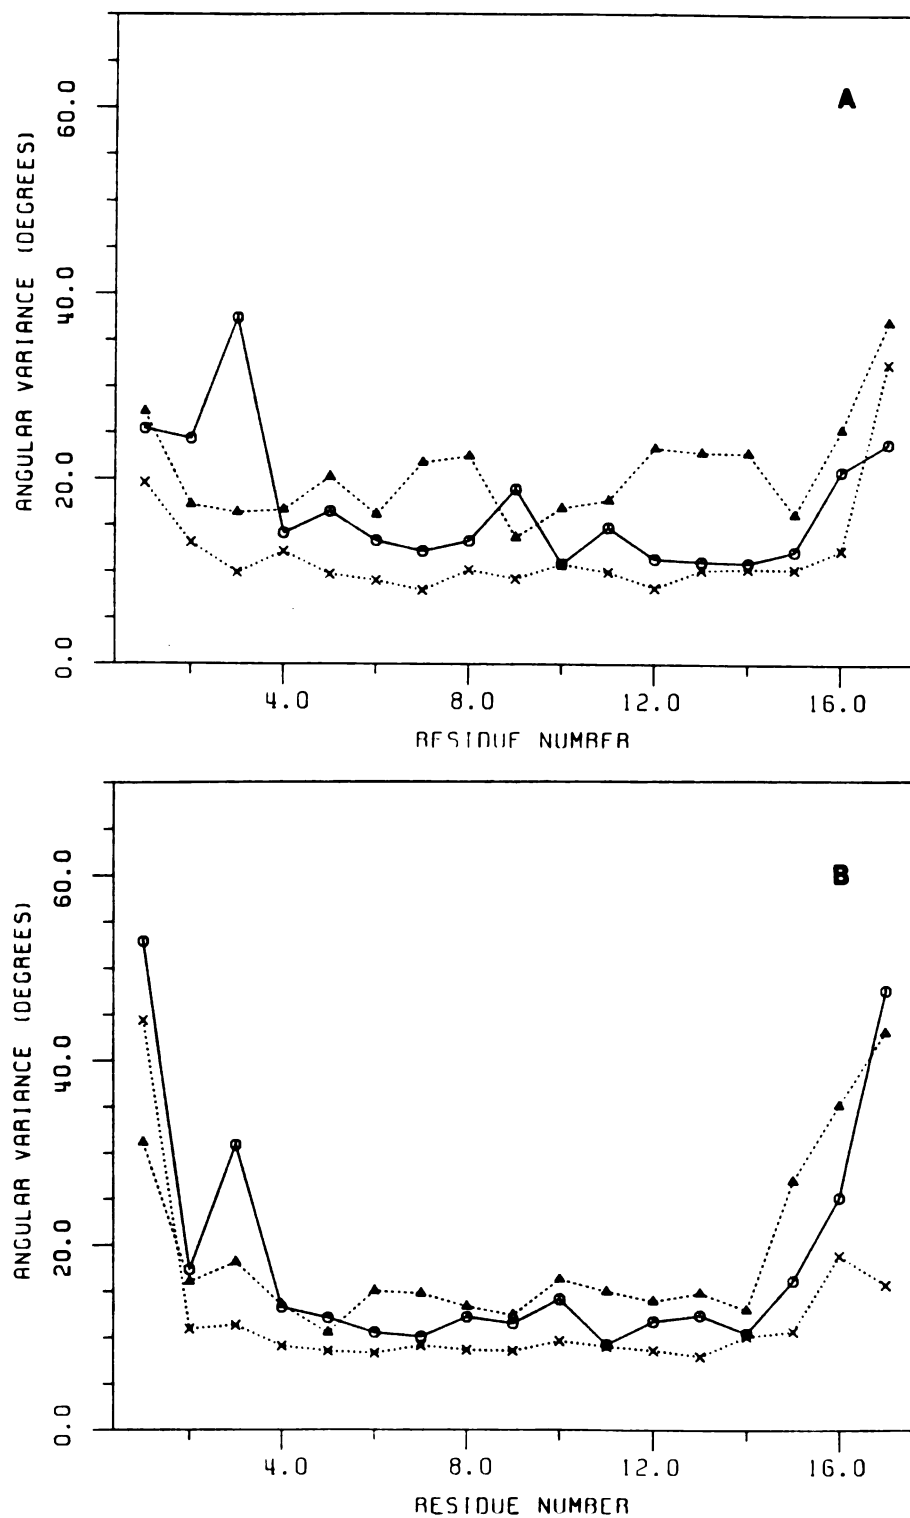 A
ANGULAR VARIANCE (DEGREES)
60.0
40.0
20.0
0.0
4.0 8.0 12.0 16.0
RESIDUE NUMBER
B
ANGULAR VARIANCE (DEGREES)
60.0
40.0
20.0
0.0
4.0 8.0 12.0 16.0
RESIDUE NUMBER